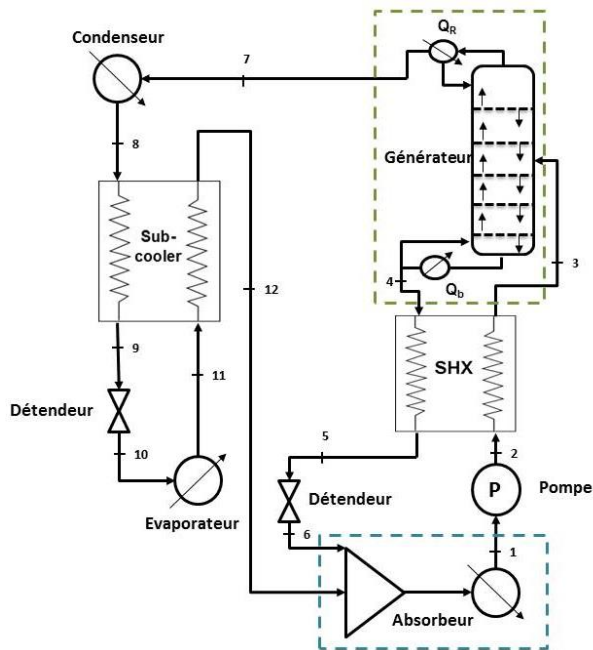 Q_R
Condenseur
7
8
Générateur
Sub-
cooler
3
4
Q_b
12
9
11
SHX
Détendeur
5
2
10
P
Pompe
Détendeur
Evaporateur
6
1
Absorbeur